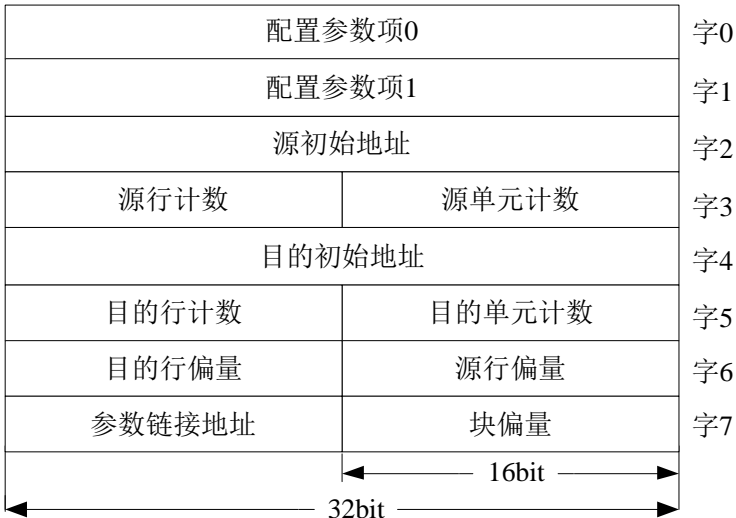 配置参数项0 字0
配置参数项1 字1
源初始地址 字2
源行计数 源单元计数 字3
目的初始地址 字4
目的行计数 目的单元计数 字5
目的行偏量 源行偏量 字6
参数链接地址 块偏量 字7
16bit
32bit